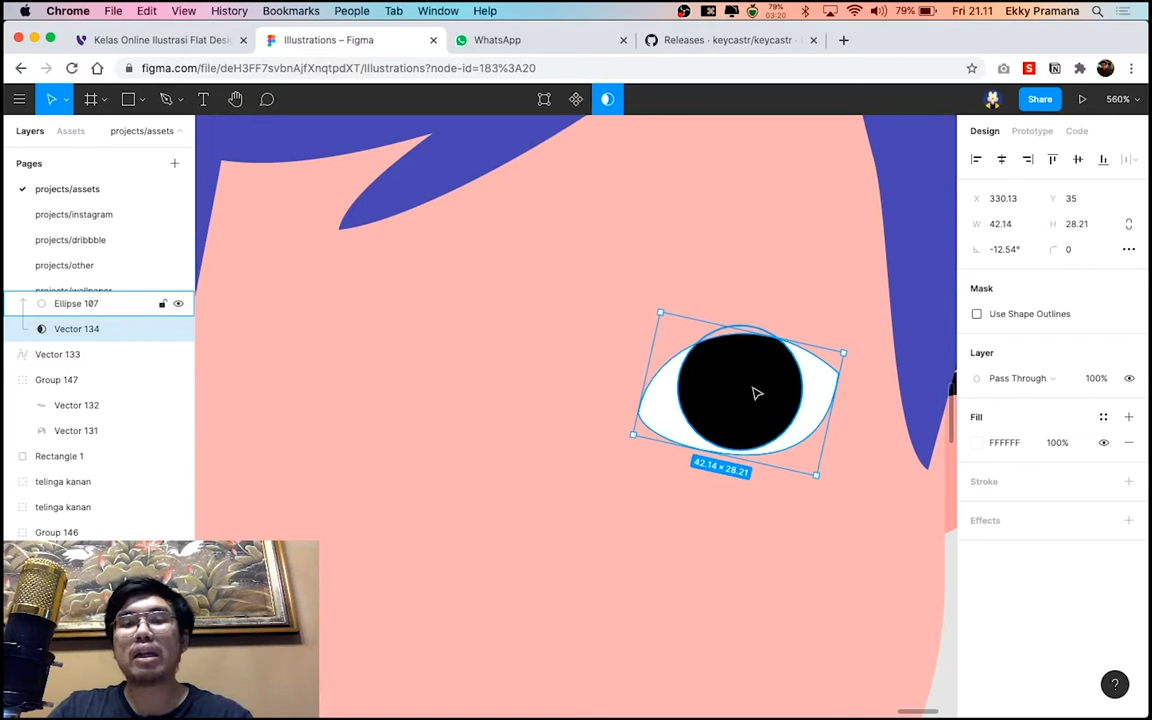 Chrome File Edit View History Bookmarks People Tab Window Help 79% 03:20 79% Fri 21.11 Ekky Pramana
Kelas Online Ilustrasi Flat Desi Illustrations – Figma WhatsApp Releases · keycastr/keycastr ·
figma.com/file/deH3FF7svbnAjfXnqtpdXT/Illustrations?node-id=183%3A20
Share 560%
Layers Assets projects/assets
Pages
projects/assets
projects/instagram
projects/dribbble
projects/other
projects/wallpaper
Ellipse 107
Vector 134
Vector 133
Group 147
Vector 132
Vector 131
Rectangle 1
telinga kanan
telinga kanan
Group 146
42.14 × 28.21
Design Prototype Code
X 330.13 Y 35
W 42.14 H 28.21
-12.54° 0
Mask
Use Shape Outlines
Layer
Pass Through 100%
Fill
FFFFFF 100%
Stroke
Effects
?